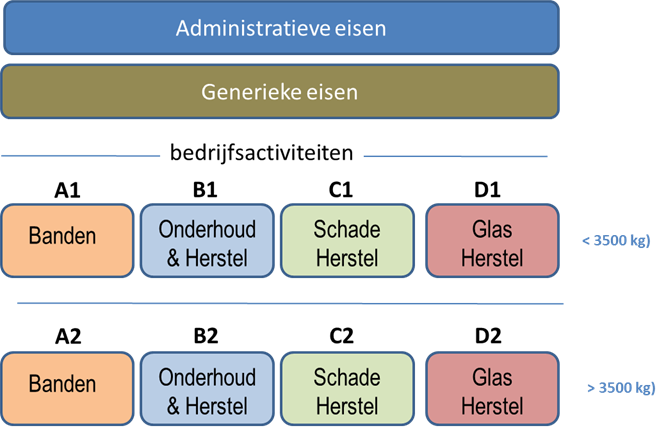 Administratieve eisen
Generieke eisen
bedrijfsactiviteiten
A1 B1 C1 D1
Banden
Onderhoud
& Herstel
Schade
Herstel
Glas
Herstel
< 3500 kg)
A2 B2 C2 D2
Banden
Onderhoud
& Herstel
Schade
Herstel
Glas
Herstel
> 3500 kg)